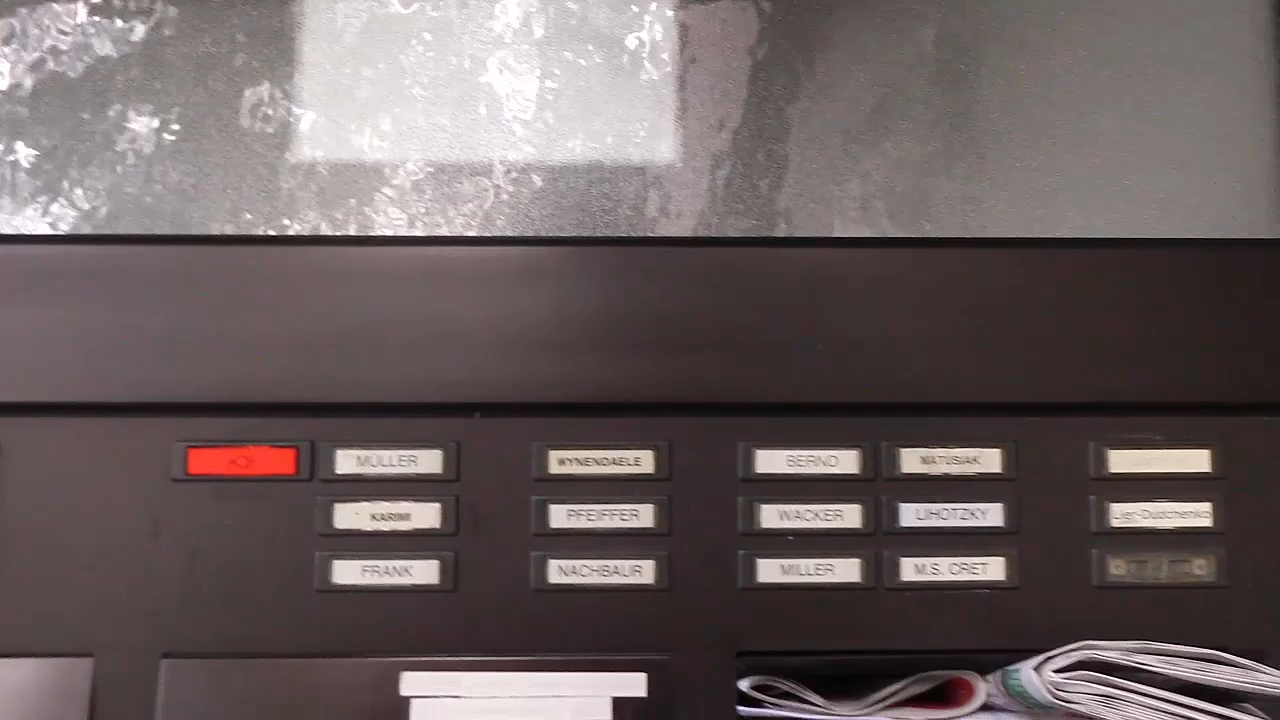 MÜLLER
WYNENDAELE
BERND
MATUSIAK
KARIMI
PFEIFFER
WACKER
LIHOTZKY
FRANK
NACHBAUR
MILLER
M.S. CRET